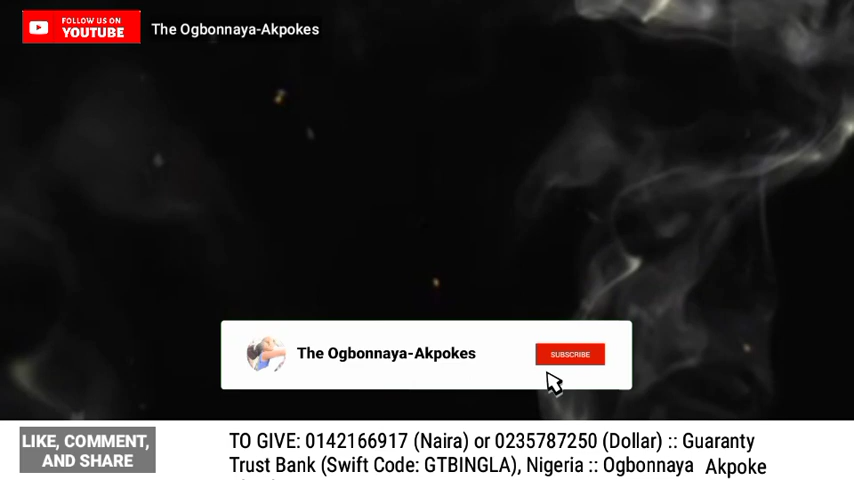 FOLLOW US ON
YOUTUBE
The Ogbonnaya-Akpokes
The Ogbonnaya-Akpokes
SUBSCRIBE
LIKE, COMMENT,
AND SHARE
TO GIVE: 0142166917 (Naira) or 0235787250 (Dollar) :: Guaranty
Trust Bank (Swift Code: GTBINGLA), Nigeria :: Ogbonnaya Akpoke